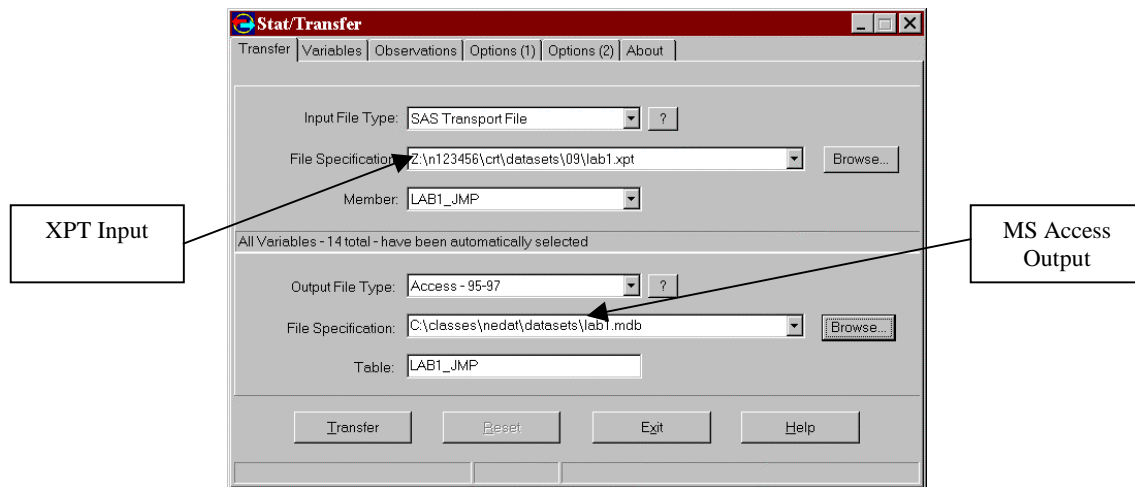 Stat/Transfer
Transfer Variables Observations Options (1) Options (2) About
Input File Type: SAS Transport File ?
File Specification: Z:\n123456\crt\datasets\09\lab1.xpt Browse...
Member: LAB1_JMP
XPT Input
All Variables - 14 total - have been automatically selected
MS Access
Output
Output File Type: Access - 95-97 ?
File Specification: C:\classes\nedat\datasets\lab1.mdb Browse...
Table: LAB1_JMP
Transfer Reset Exit Help